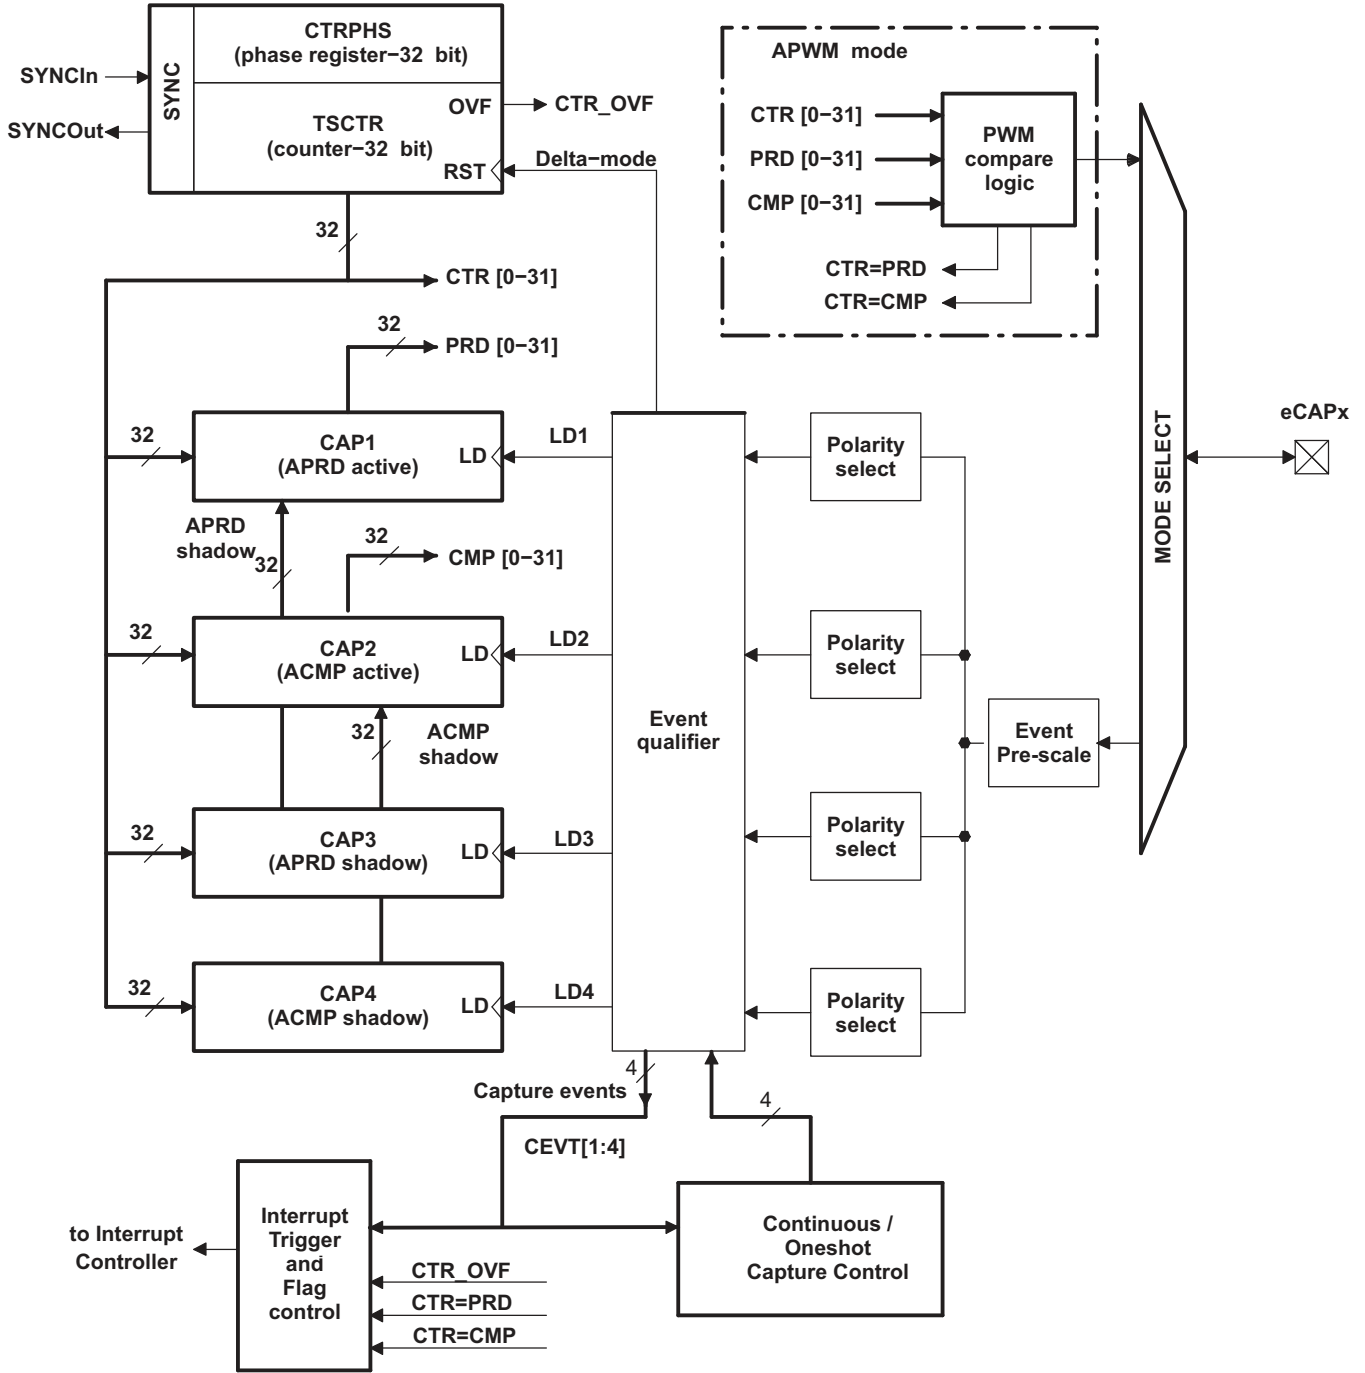 CTRPHS
(phase register−32 bit)
APWM mode
SYNCIn
SYNC
OVF
CTR_OVF
SYNCOut
TSCTR
(counter−32 bit)
RST
Delta−mode
CTR [0−31]
PRD [0−31]
CMP [0−31]
PWM
compare
logic
CTR=PRD
CTR=CMP
32
CTR [0−31]
32
PRD [0−31]
32
CAP1
(APRD active)
LD
LD1
Polarity
select
MODE SELECT
eCAPx
APRD
shadow
32
32
CMP [0−31]
32
CAP2
(ACMP active)
LD
LD2
Polarity
select
32
ACMP
shadow
Event
qualifier
Event
Pre-scale
32
CAP3
(APRD shadow)
LD
LD3
Polarity
select
32
CAP4
(ACMP shadow)
LD
LD4
Polarity
select
4
Capture events
4
CEVT[1:4]
to Interrupt
Controller
Interrupt
Trigger
and
Flag
control
CTR_OVF
CTR=PRD
CTR=CMP
Continuous /
Oneshot
Capture Control